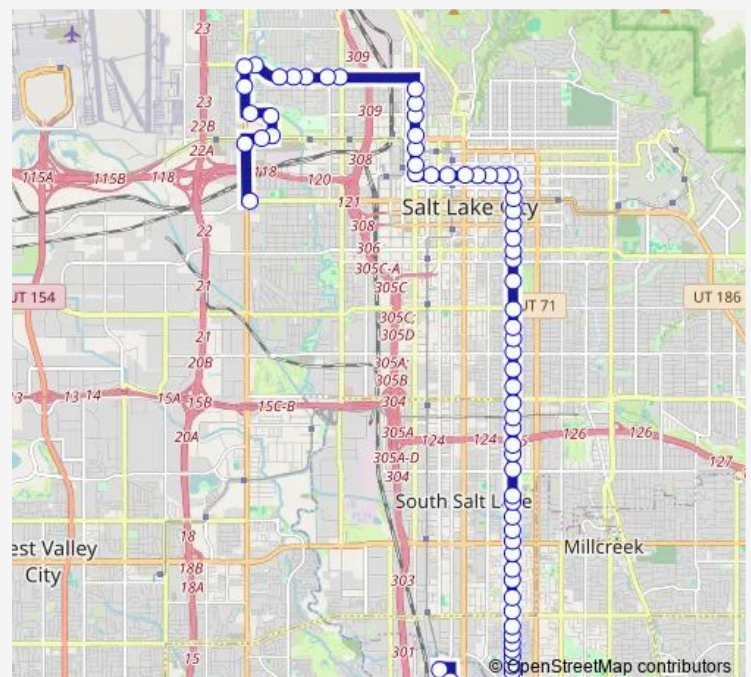 23
309
23
22B
22A
309
308
115A
115B
118
118
120
121
Salt Lake City
308
306
22
305C-A
305C
21
UT 154
UT 71
UT 186
305C;
305D
21
20B
305A;
305B
13
14
15A
15B
15C-B
304
20A
305A
124
124
126
126
127
305A-D
304
South Salt Lake
18
est Valley
City
18B
18A
Millcreek
303
15
301
© OpenStreetMap contributors